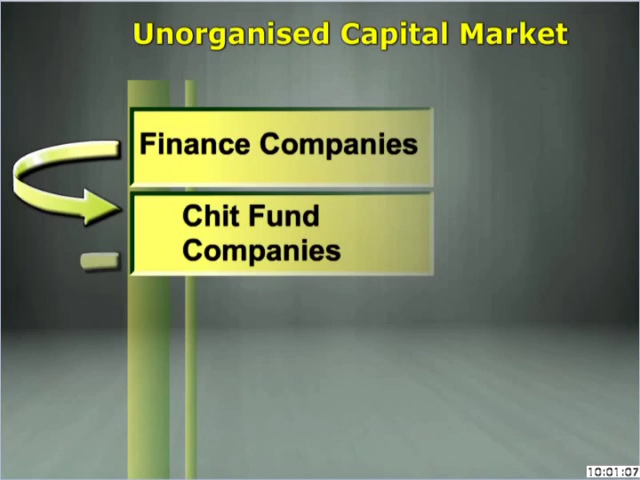 Unorganised Capital Market
Finance Companies
Chit Fund
Companies
10:01:07